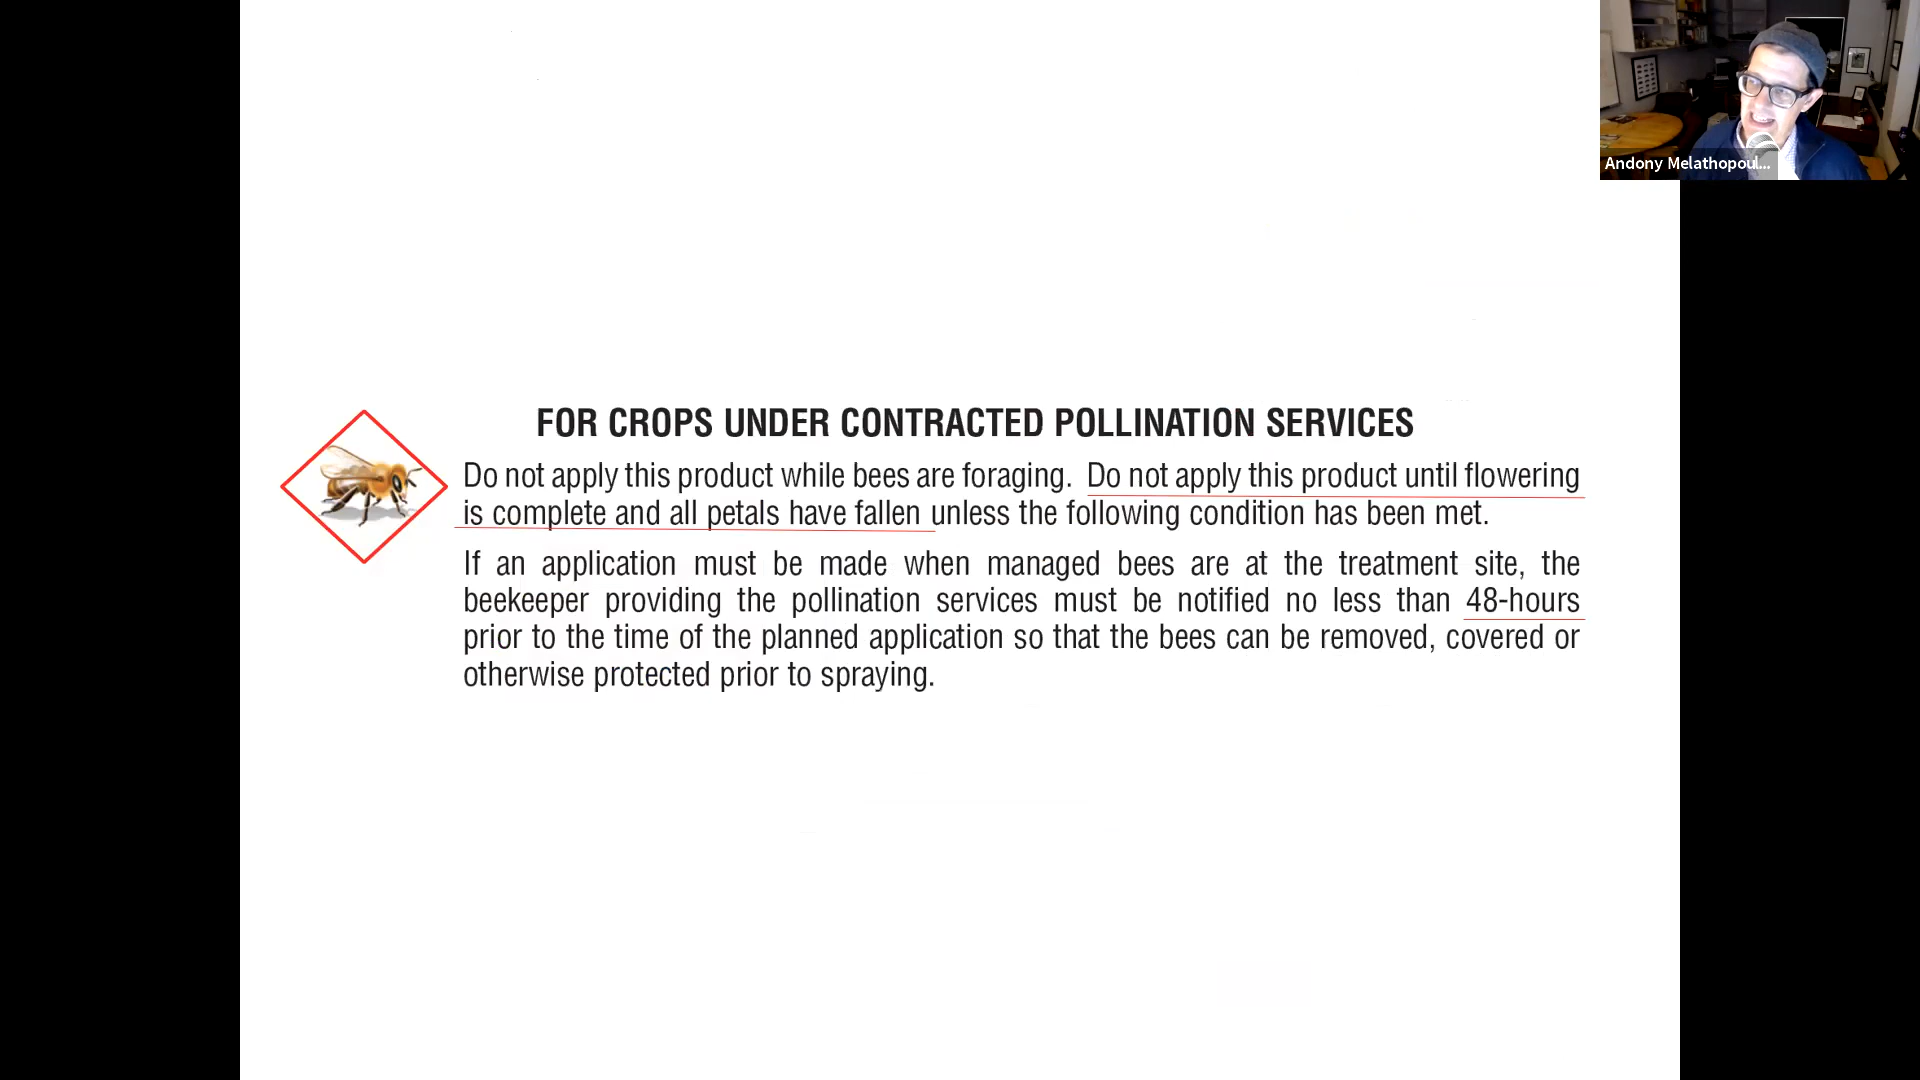 Andony Melathopoul...
FOR CROPS UNDER CONTRACTED POLLINATION SERVICES
Do not apply this product while bees are foraging. Do not apply this product until flowering
is complete and all petals have fallen unless the following condition has been met.
If an application must be made when managed bees are at the treatment site, the
beekeeper providing the pollination services must be notified no less than 48-hours
prior to the time of the planned application so that the bees can be removed, covered or
otherwise protected prior to spraying.